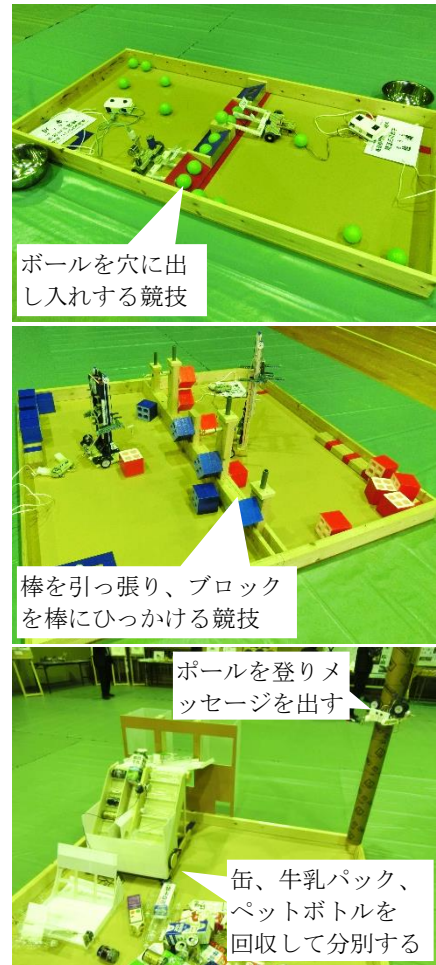 ボールを穴に出
し入れする競技
棒を引っ張り、ブロック
を棒にひっかける競技
ポールを登りメ
ッセージを出す
缶、牛乳パック、
ペットボトルを
回収して分別する